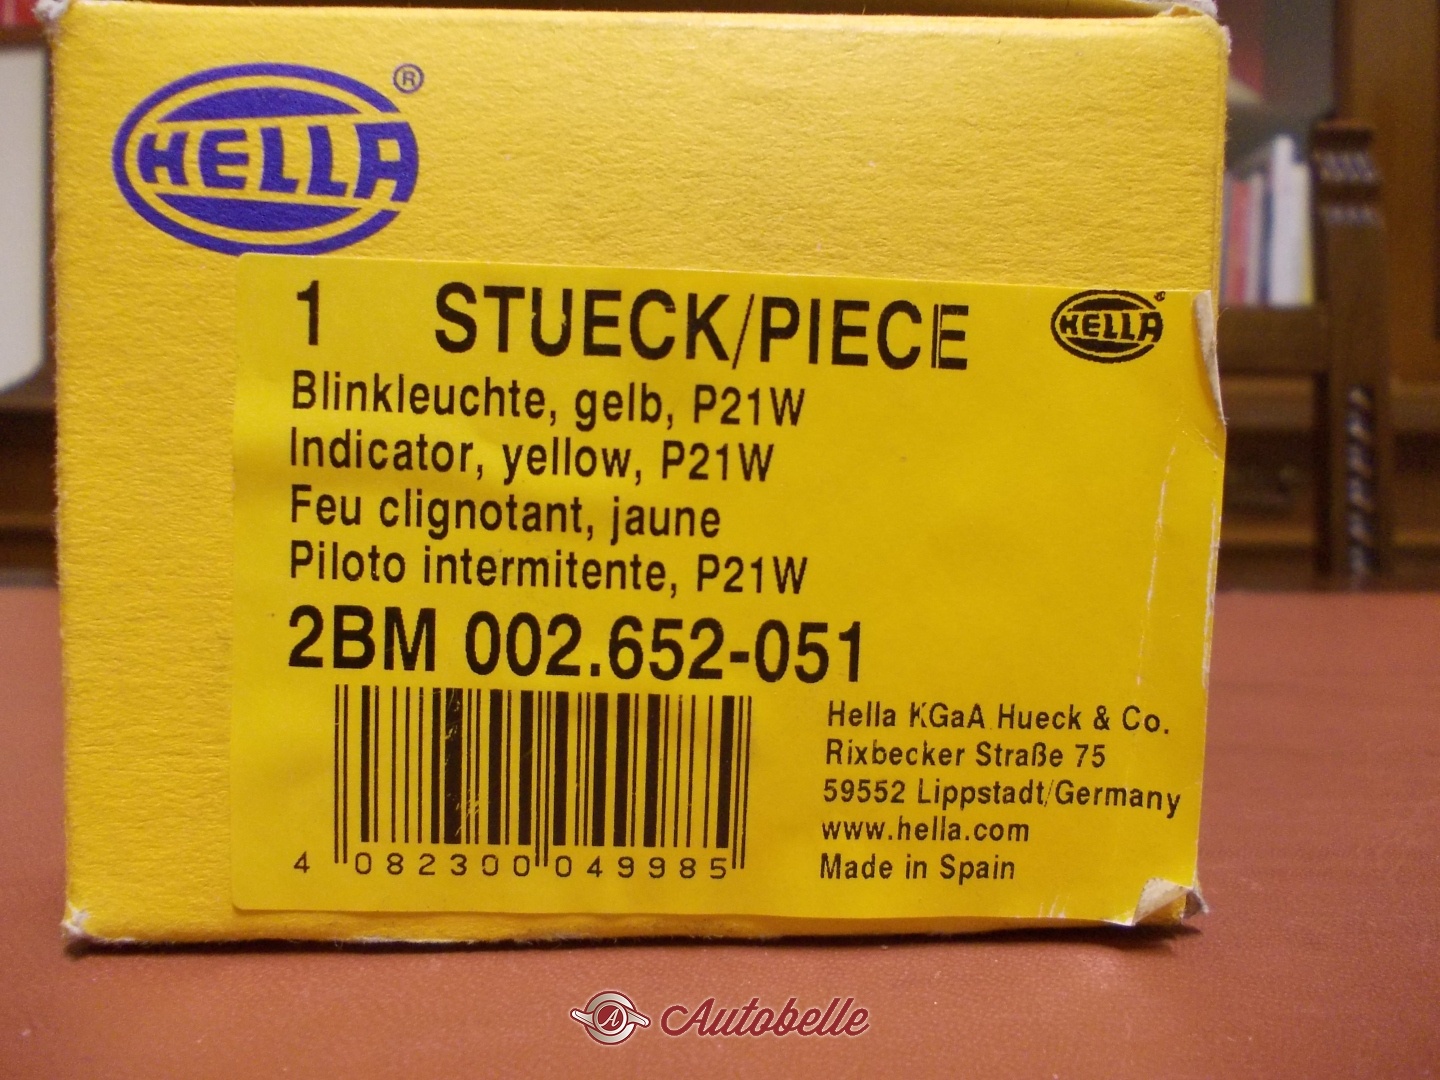 HELLA ®
1 STUECK/PIECE
HELLA ®
Blinkleuchte, gelb, P21W
Indicator, yellow, P21W
Feu clignotant, jaune
Piloto intermitente, P21W
2BM 002.652-051
4 082300 049985
Hella KGaA Hueck & Co.
Rixbecker Straße 75
59552 Lippstadt/Germany
www.hella.com
Made in Spain
A Autobelle